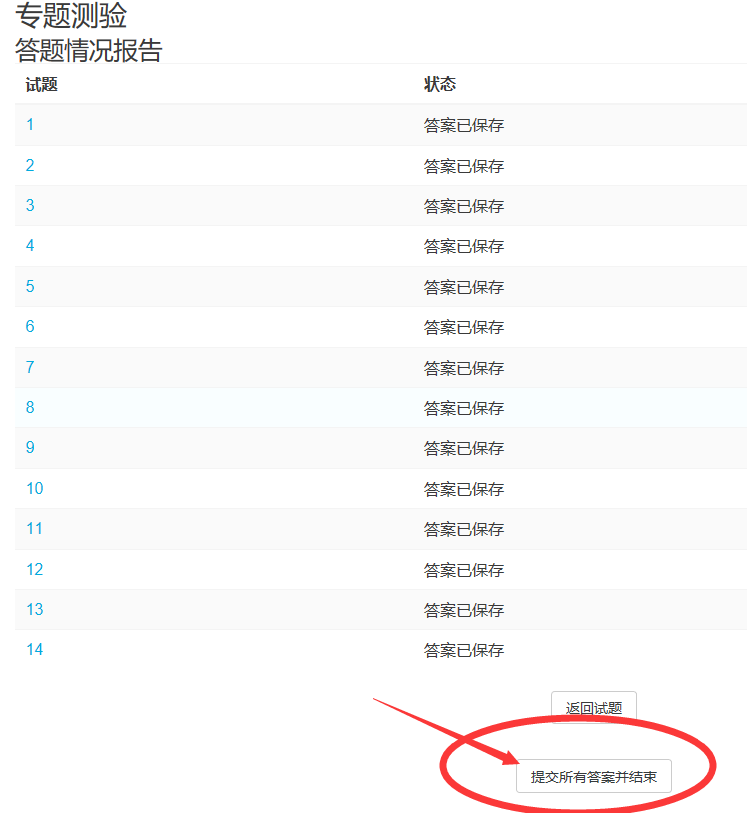 专题测验
答题情况报告
试题 状态
1 答案已保存
2 答案已保存
3 答案已保存
4 答案已保存
5 答案已保存
6 答案已保存
7 答案已保存
8 答案已保存
9 答案已保存
10 答案已保存
11 答案已保存
12 答案已保存
13 答案已保存
14 答案已保存
返回试题
提交所有答案并结束